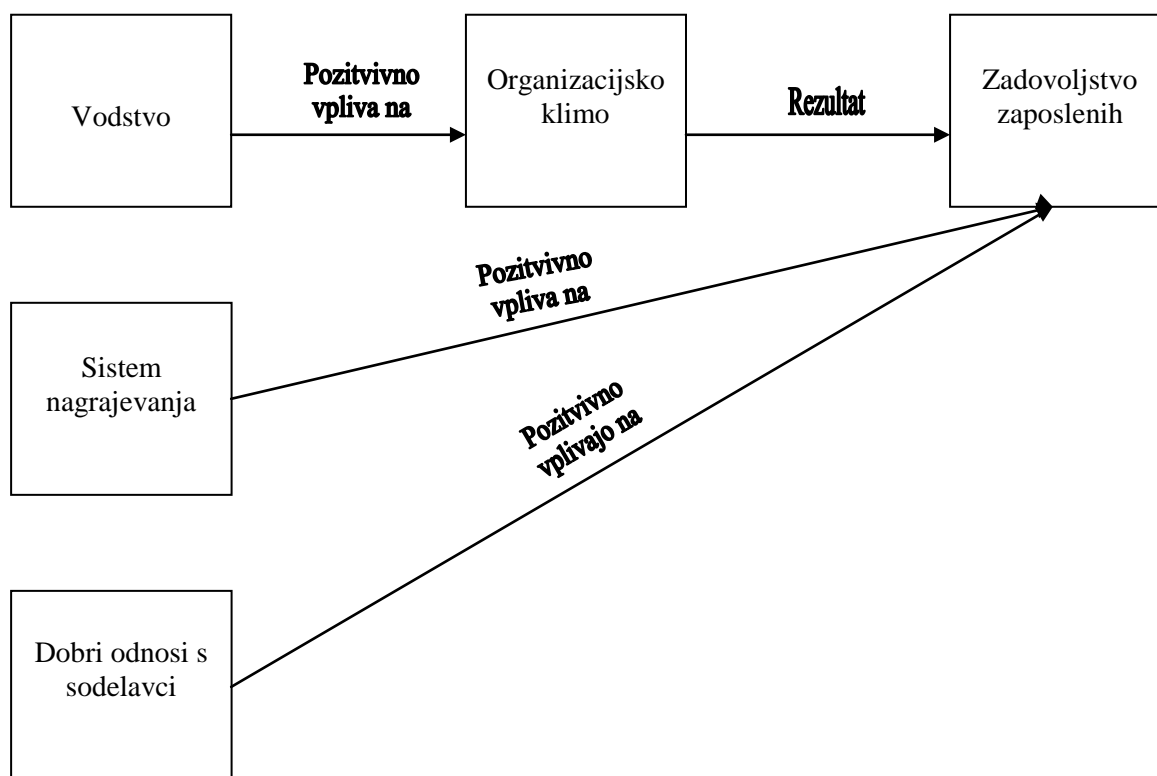 Vodstvo
Pozitvivno
vpliva na
Organizacijsko
klimo
Rezultat
Zadovoljstvo
zaposlenih
Pozitvivno
vpliva na
Sistem
nagrajevanja
Pozitvivno
vplivajo na
Dobri odnosi s
sodelavci